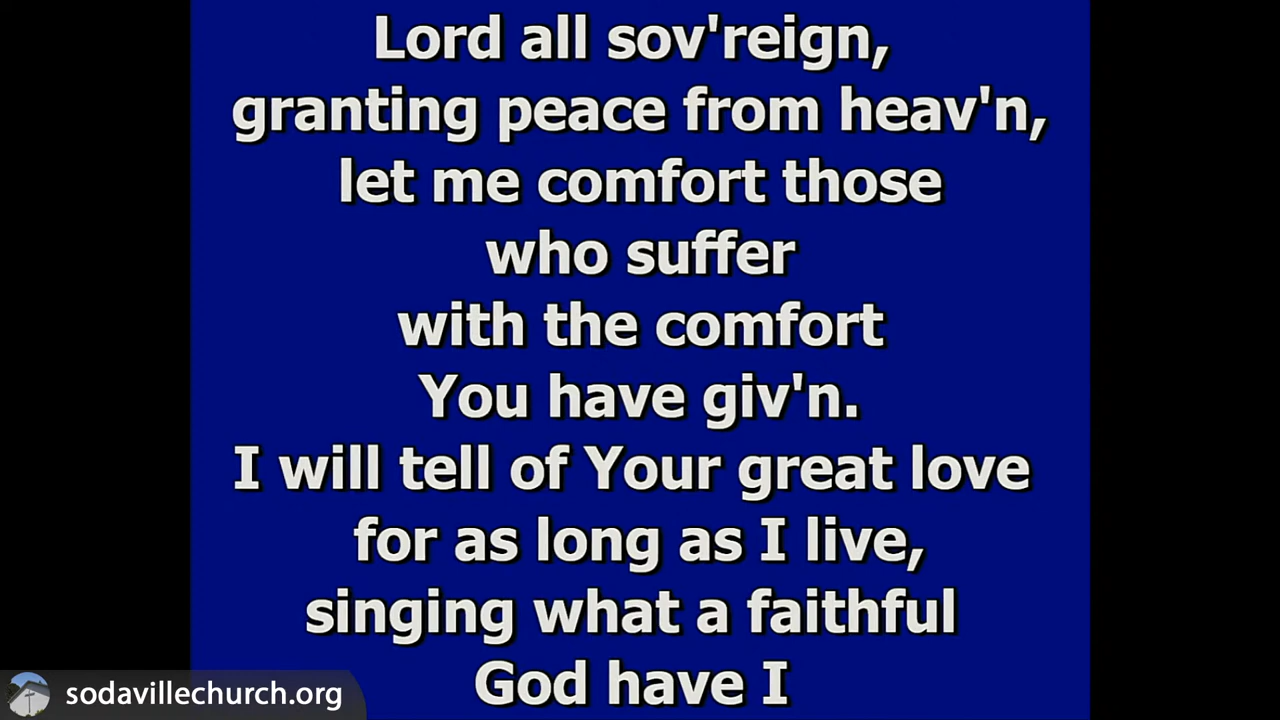 Lord all sov'reign,
granting peace from heav'n,
let me comfort those
who suffer
with the comfort
You have giv'n.
I will tell of Your great love
for as long as I live,
singing what a faithful
God have I
sodavillechurch.org